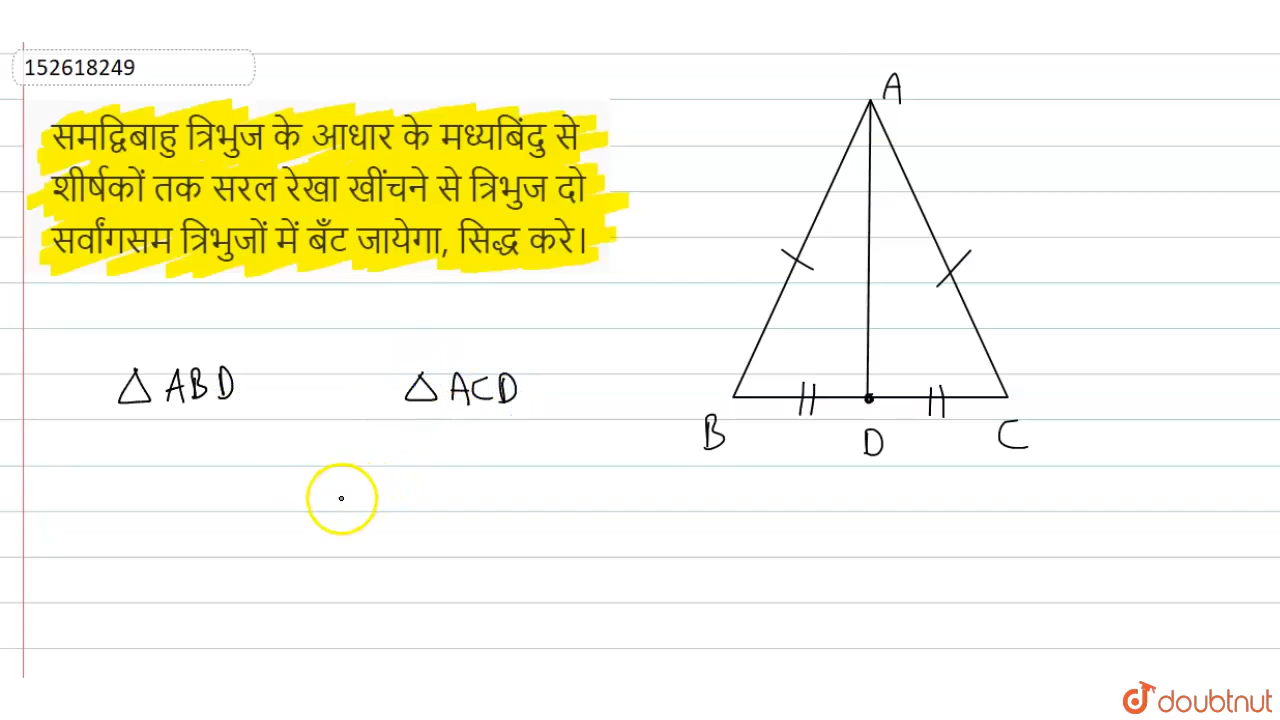 152618249
समद्विबाहु त्रिभुज के आधार के मध्यबिंदु से
शीर्षकों तक सरल रेखा खींचने से त्रिभुज दो
सर्वांगसम त्रिभुजों में बँट जायेगा, सिद्ध करे।
A
△ ABD △ ACD
B D C
doubtnut